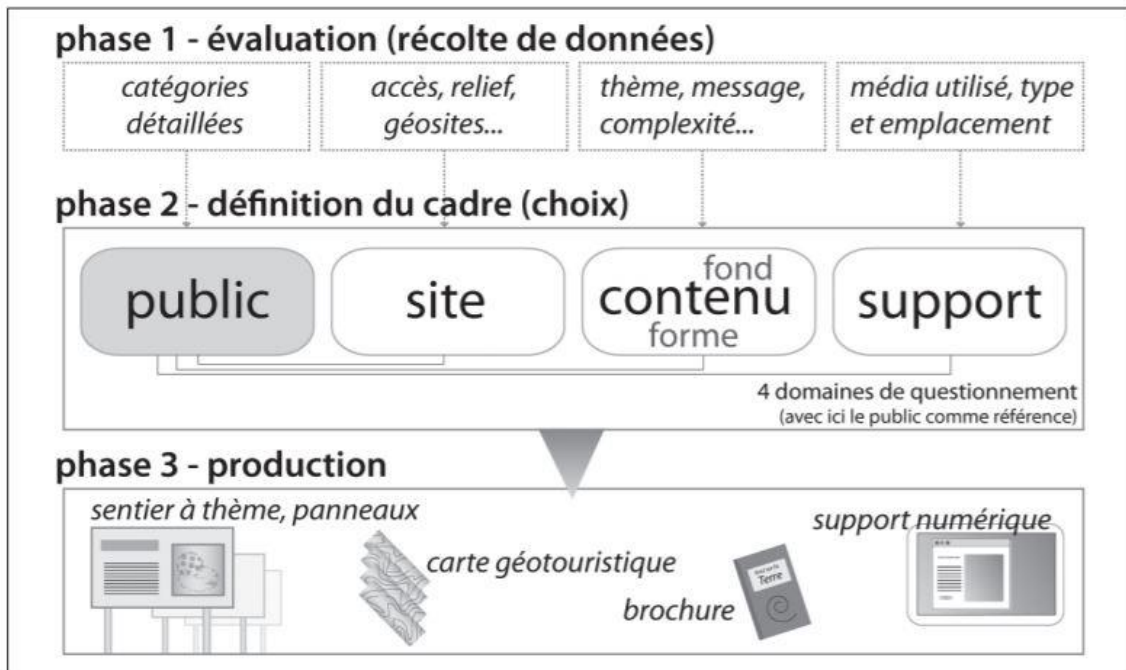 phase 1 - évaluation (récolte de données)
catégories
détaillées
accès, relief,
géosites...
thème, message,
complexité...
média utilisé, type
et emplacement
phase 2 - définition du cadre (choix)
public
site
fond
contenu
forme
support
4 domaines de questionnement
(avec ici le public comme référence)
phase 3 - production
sentier à thème, panneaux
carte géotouristique
brochure
Terre
support numérique